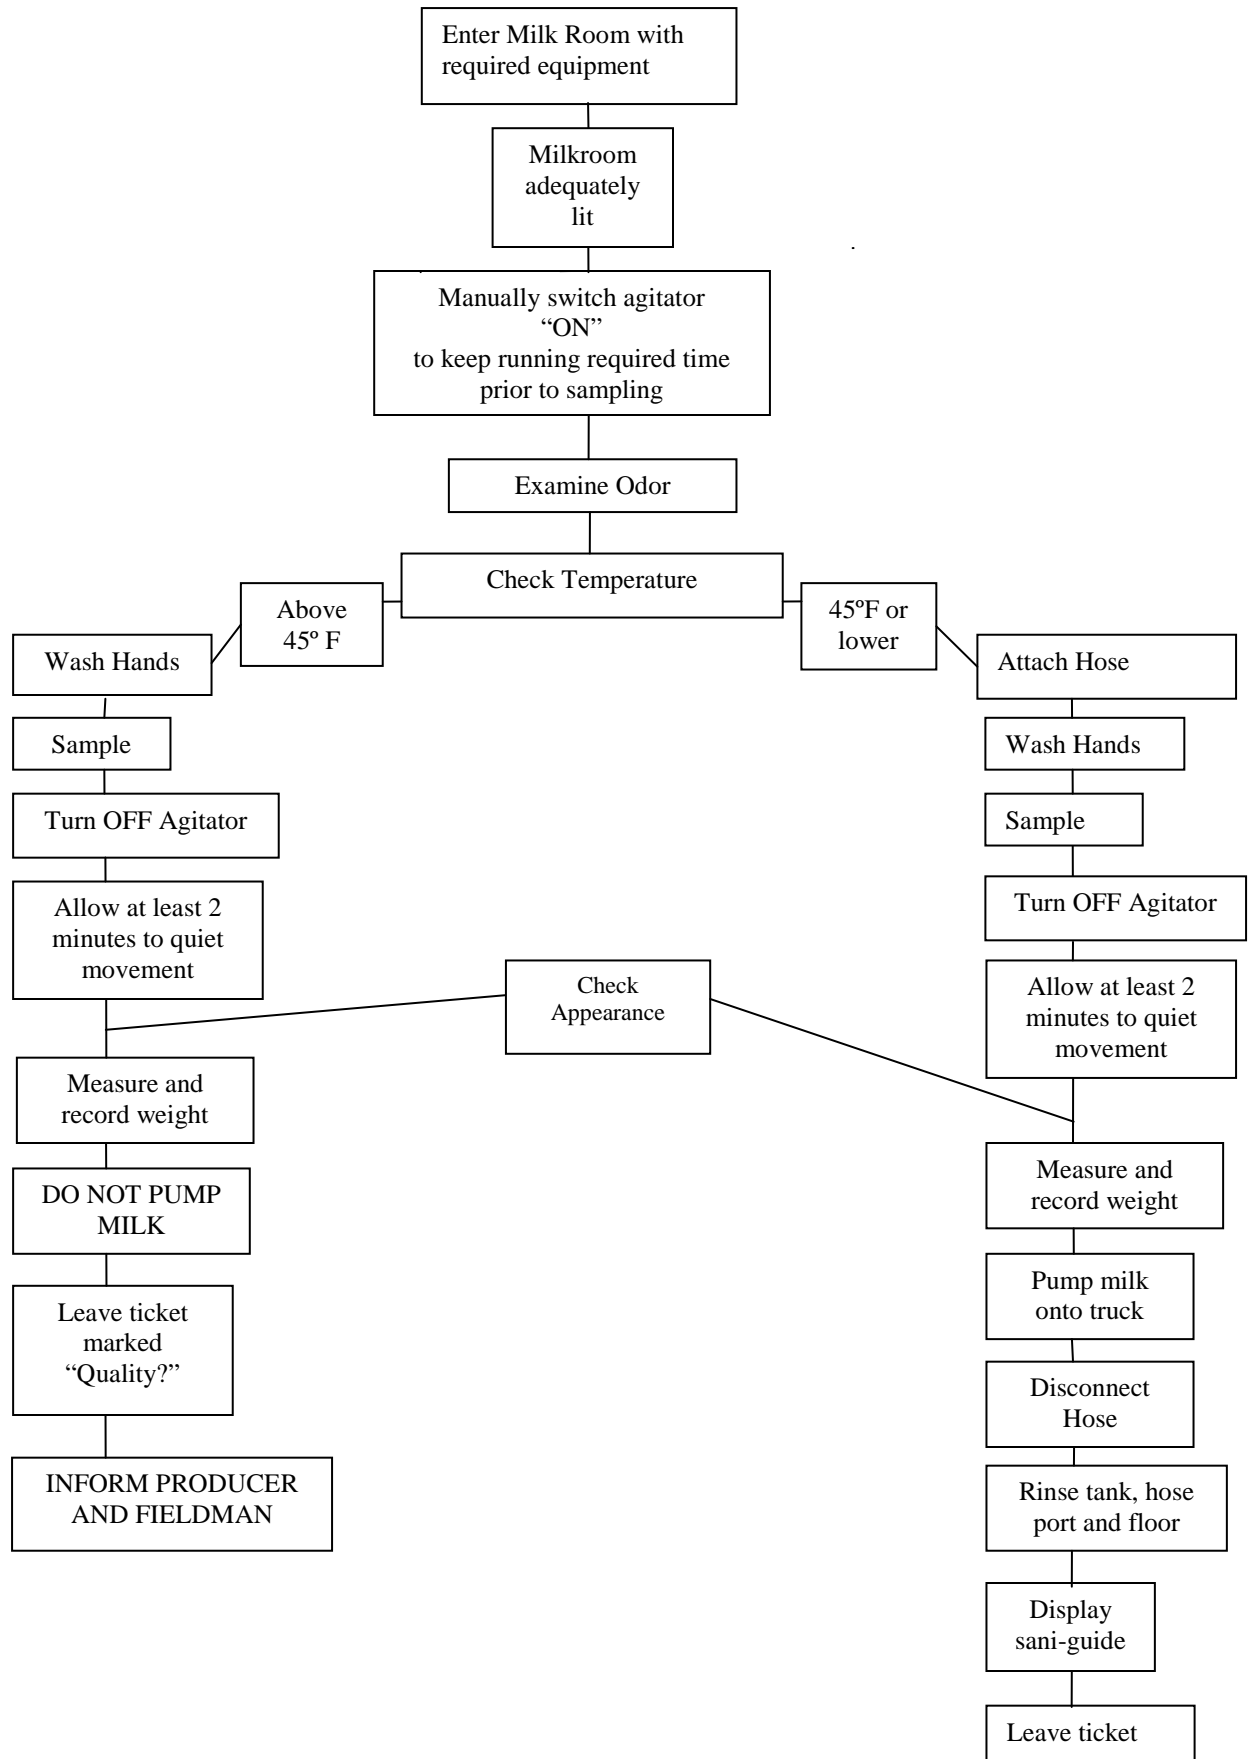 Enter Milk Room with
required equipment
Milkroom
adequately
lit
Manually switch agitator
“ON”
to keep running required time
prior to sampling
Examine Odor
Check Temperature
Above
45º F
45ºF or
lower
Wash Hands
Sample
Turn OFF Agitator
Allow at least 2
minutes to quiet
movement
Check
Appearance
Measure and
record weight
DO NOT PUMP
MILK
Leave ticket
marked
“Quality?”
INFORM PRODUCER
AND FIELDMAN
Attach Hose
Wash Hands
Sample
Turn OFF Agitator
Allow at least 2
minutes to quiet
movement
Measure and
record weight
Pump milk
onto truck
Disconnect
Hose
Rinse tank, hose
port and floor
Display
sani-guide
Leave ticket